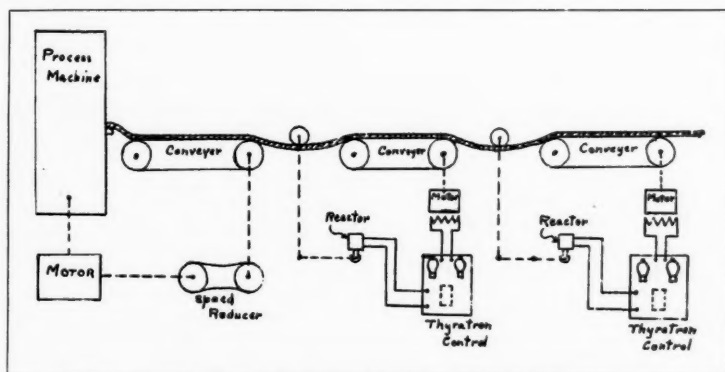 Process
Machine
Conveyer
Conveyer
Conveyer
Motor
Motor
Reactor
Reactor
MOTOR
Speed
Reducer
Thyratron
Control
Thyratron
Control